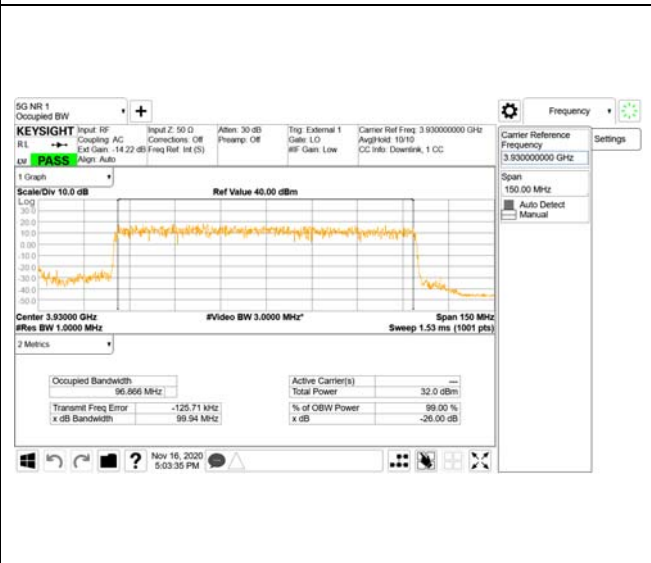 5G NR 1
Occupied BW
Frequency
KEYSIGHT Input: RF Input Z: 50 Ω Atten: 30 dB Trig: External 1 Carrier Ref Freq: 3.930000000 GHz
R L Coupling: AC Corrections: Off Preamp: Off Gate: LO Avg|Hold: 10/10
Ext Gain: -14.22 dB Freq Ref: Int (S) #IF Gain: Low CC Info: Downlink, 1 CC
PASS Align: Auto
Carrier Reference
Frequency
3.930000000 GHz
Settings
Span
150.00 MHz
Auto Detect
Manual
1 Graph
Scale/Div 10.0 dB Ref Value 40.00 dBm
Log
30.0
20.0
10.0
0.00
-10.0
-20.0
-30.0
-40.0
-50.0
Center 3.93000 GHz #Video BW 3.0000 MHz* Span 150 MHz
#Res BW 1.0000 MHz Sweep 1.53 ms (1001 pts)
2 Metrics
Occupied Bandwidth Active Carrier(s) ---
96.866 MHz Total Power 32.0 dBm
Transmit Freq Error -125.71 kHz % of OBW Power 99.00 %
x dB Bandwidth 99.94 MHz x dB -26.00 dB
? Nov 16, 2020
5:03:35 PM